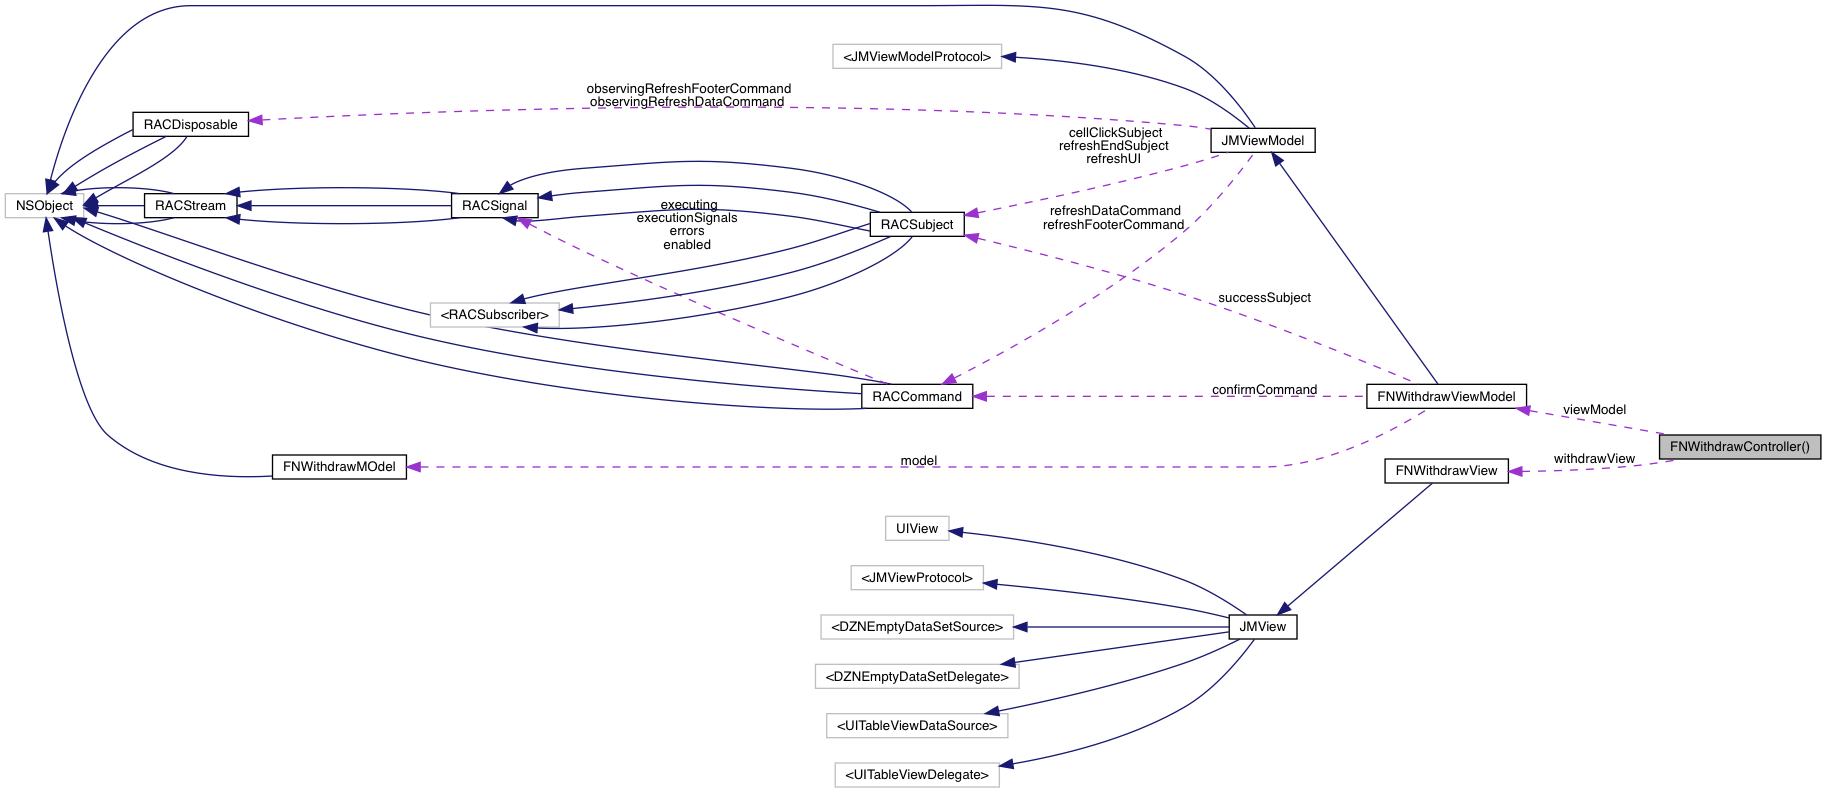 <JMViewModelProtocol>
observingRefreshFooterCommand
observingRefreshDataCommand
RACDisposable
cellClickSubject
refreshEndSubject
refreshUI
JMViewModel
NSObject
RACStream
RACSignal
executing
executionSignals
errors
enabled
RACSubject
refreshDataCommand
refreshFooterCommand
successSubject
<RACSubscriber>
RACCommand
confirmCommand
FNWithdrawViewModel
viewModel
FNWithdrawController()
FNWithdrawMOdel
model
withdrawView
FNWithdrawView
UIView
<JMViewProtocol>
<DZNEmptyDataSetSource>
JMView
<DZNEmptyDataSetDelegate>
<UITableViewDataSource>
<UITableViewDelegate>